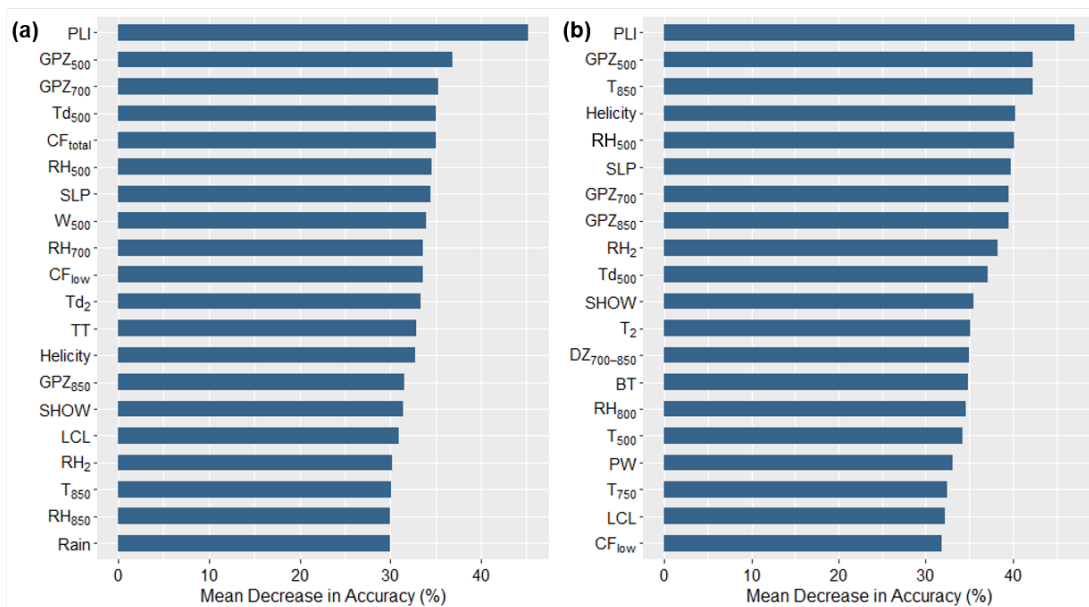 (a)
PLI
GPZ500
GPZ700
Td500
CFtotal
RH500
SLP
W500
RH700
CFlow
Td2
TT
Helicity
GPZ850
SHOW
LCL
RH2
T850
RH850
Rain
0 10 20 30 40
Mean Decrease in Accuracy (%)
(b)
PLI
GPZ500
T850
Helicity
RH500
SLP
GPZ700
GPZ850
RH2
Td500
SHOW
T2
DZ700–850
BT
RH800
T500
PW
T750
LCL
CFlow
0 10 20 30 40
Mean Decrease in Accuracy (%)